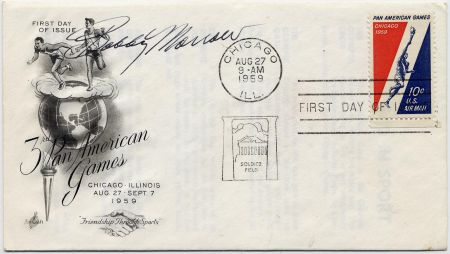 FIRST DAY
OF ISSUE
Bobby Morrow
3rd Pan American
Games
CHICAGO - ILLINOIS
AUG. 27 - SEPT. 7
1959
"Friendship Through Sports"
CHICAGO
AUG 27
9-AM
1959
ILL.
SOLDIER
FIELD
FIRST DAY OF
PAN AMERICAN GAMES
CHICAGO
1959
10¢
U.S.
AIR MAIL